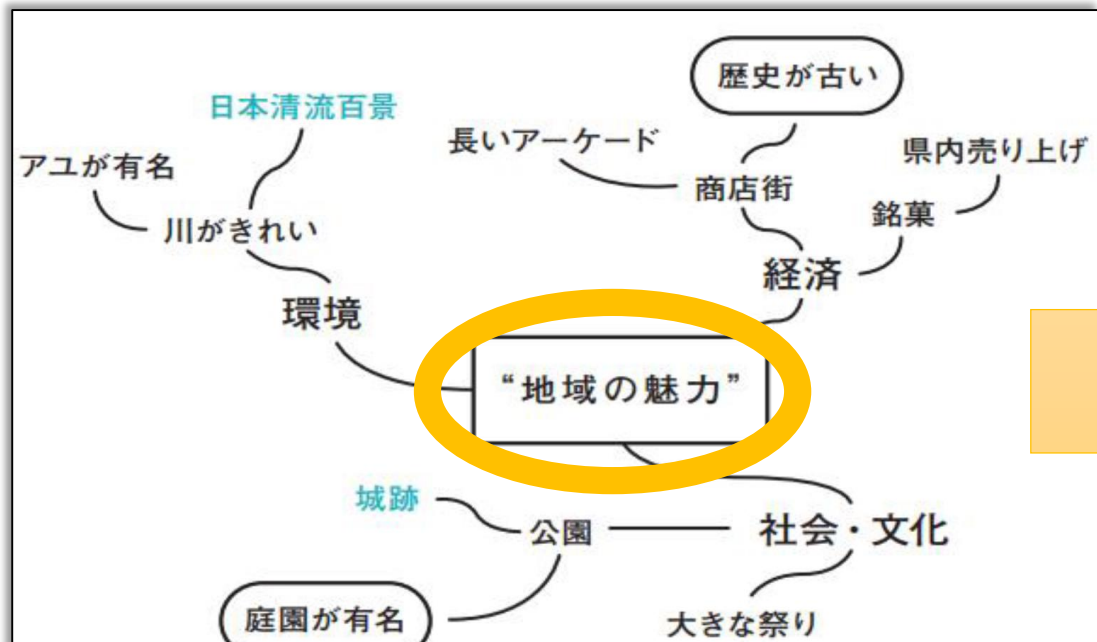 歴史が古い
日本清流百景
長いアーケード
県内売り上げ
アユが有名
商店街
銘菓
川がきれい
経済
環境
“地域の魅力”
城跡
公園
社会・文化
庭園が有名
大きな祭り